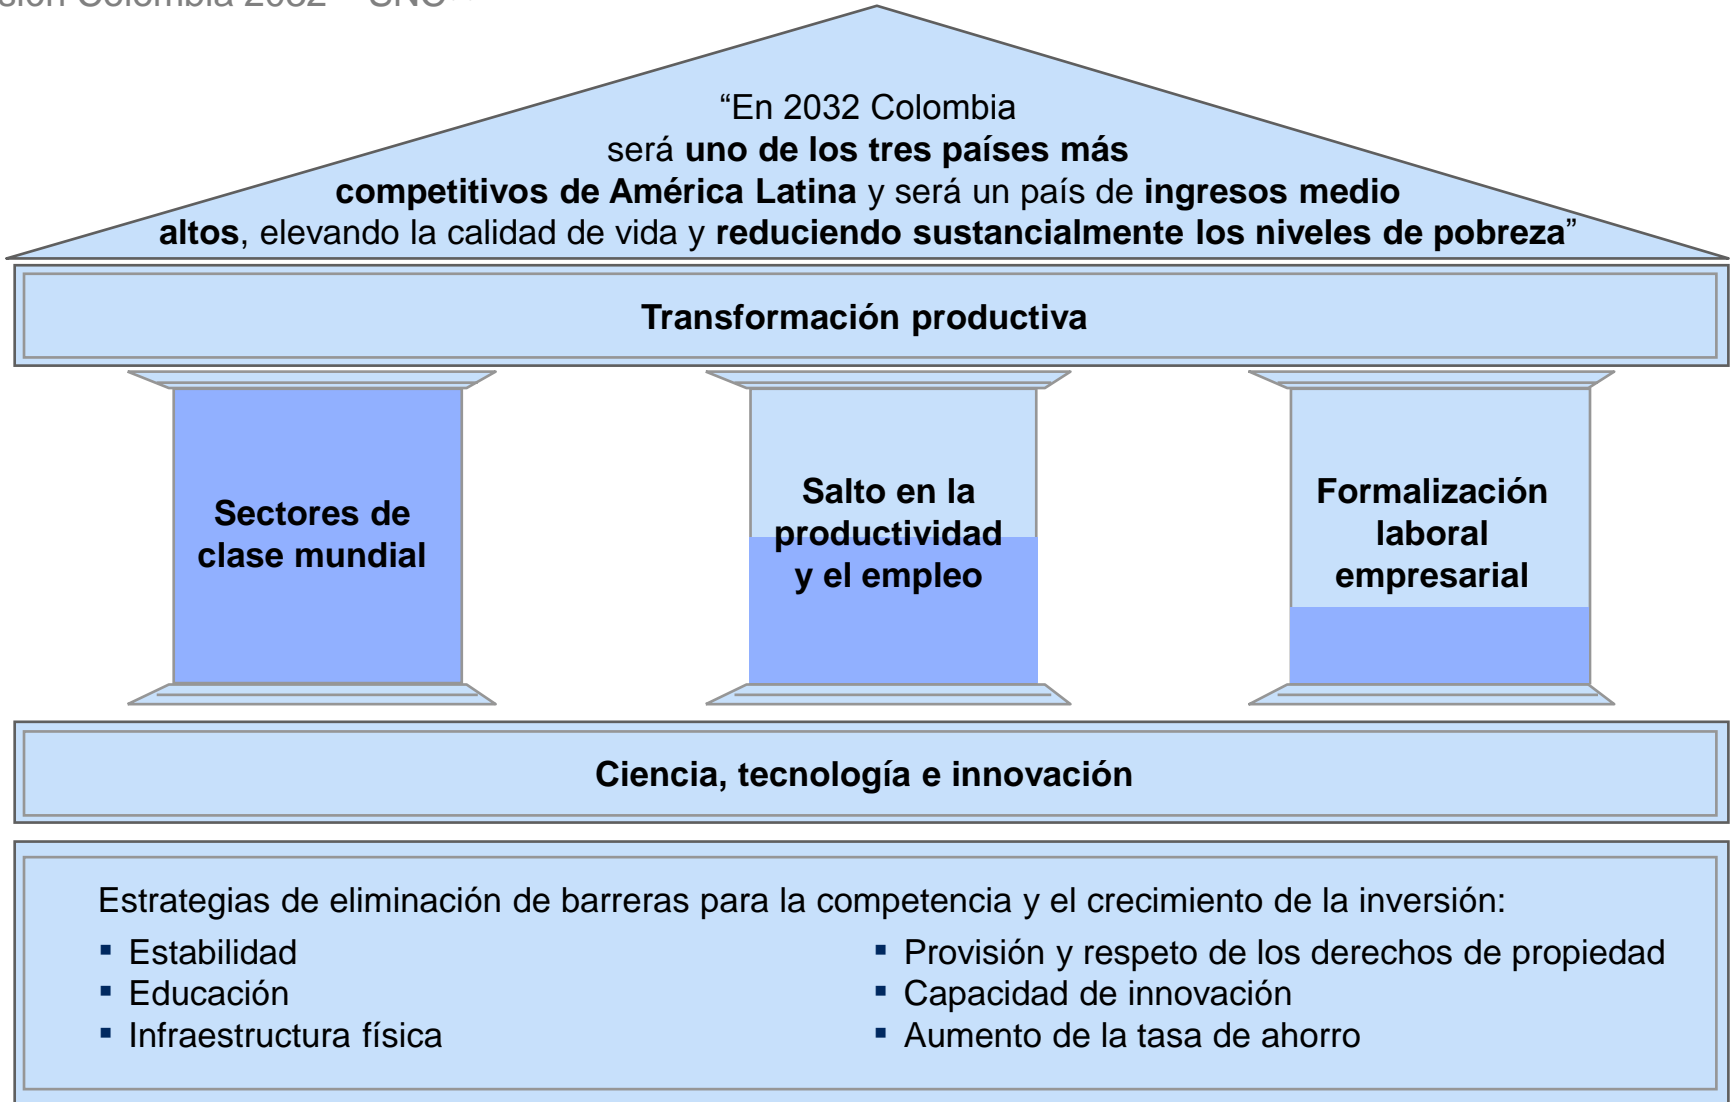 Colombia 2032
“En 2032 Colombia
será uno de los tres países más
competitivos de América Latina y será un país de ingresos medio
altos, elevando la calidad de vida y reduciendo sustancialmente los niveles de pobreza”
Transformación productiva
Sectores de
clase mundial
Salto en la
productividad
y el empleo
Formalización
laboral
empresarial
Ciencia, tecnología e innovación
Estrategias de eliminación de barreras para la competencia y el crecimiento de la inversión:
▪ Estabilidad
▪ Educación
▪ Infraestructura física
▪ Provisión y respeto de los derechos de propiedad
▪ Capacidad de innovación
▪ Aumento de la tasa de ahorro